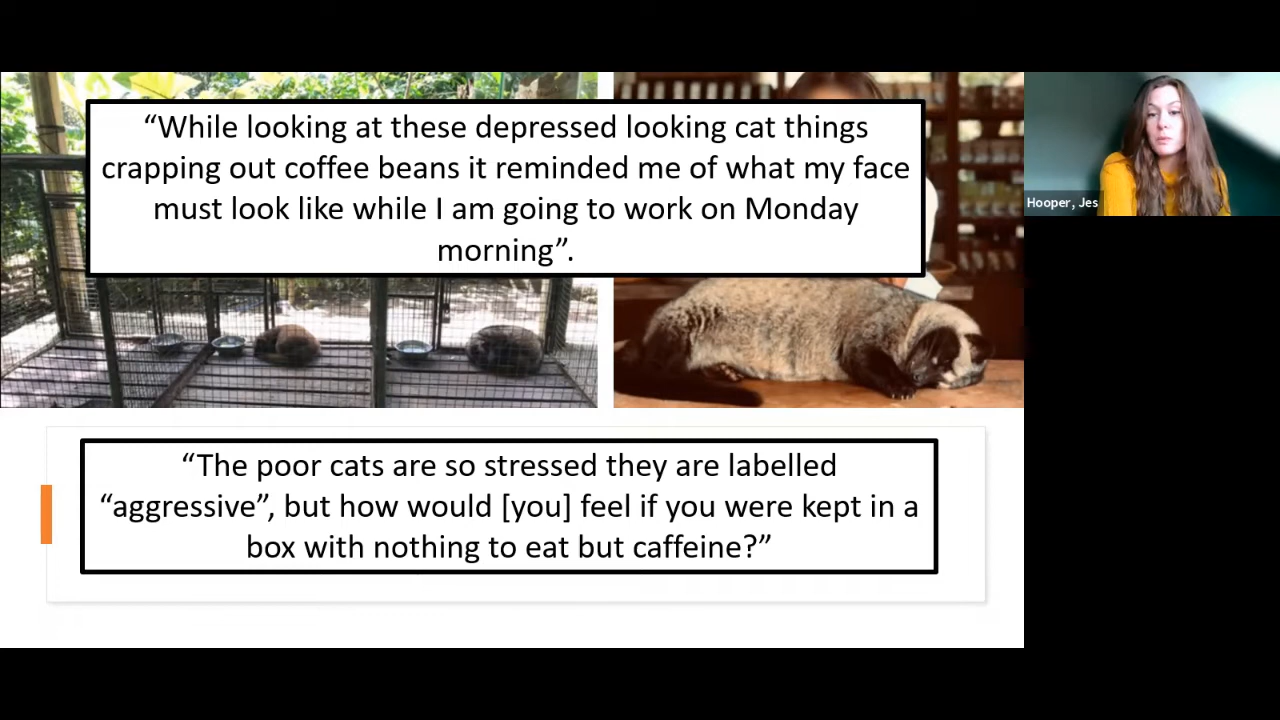 “While looking at these depressed looking cat things
crapping out coffee beans it reminded me of what my face
must look like while I am going to work on Monday
morning”.
Hooper, Jes
“The poor cats are so stressed they are labelled
“aggressive”, but how would [you] feel if you were kept in a
box with nothing to eat but caffeine?”